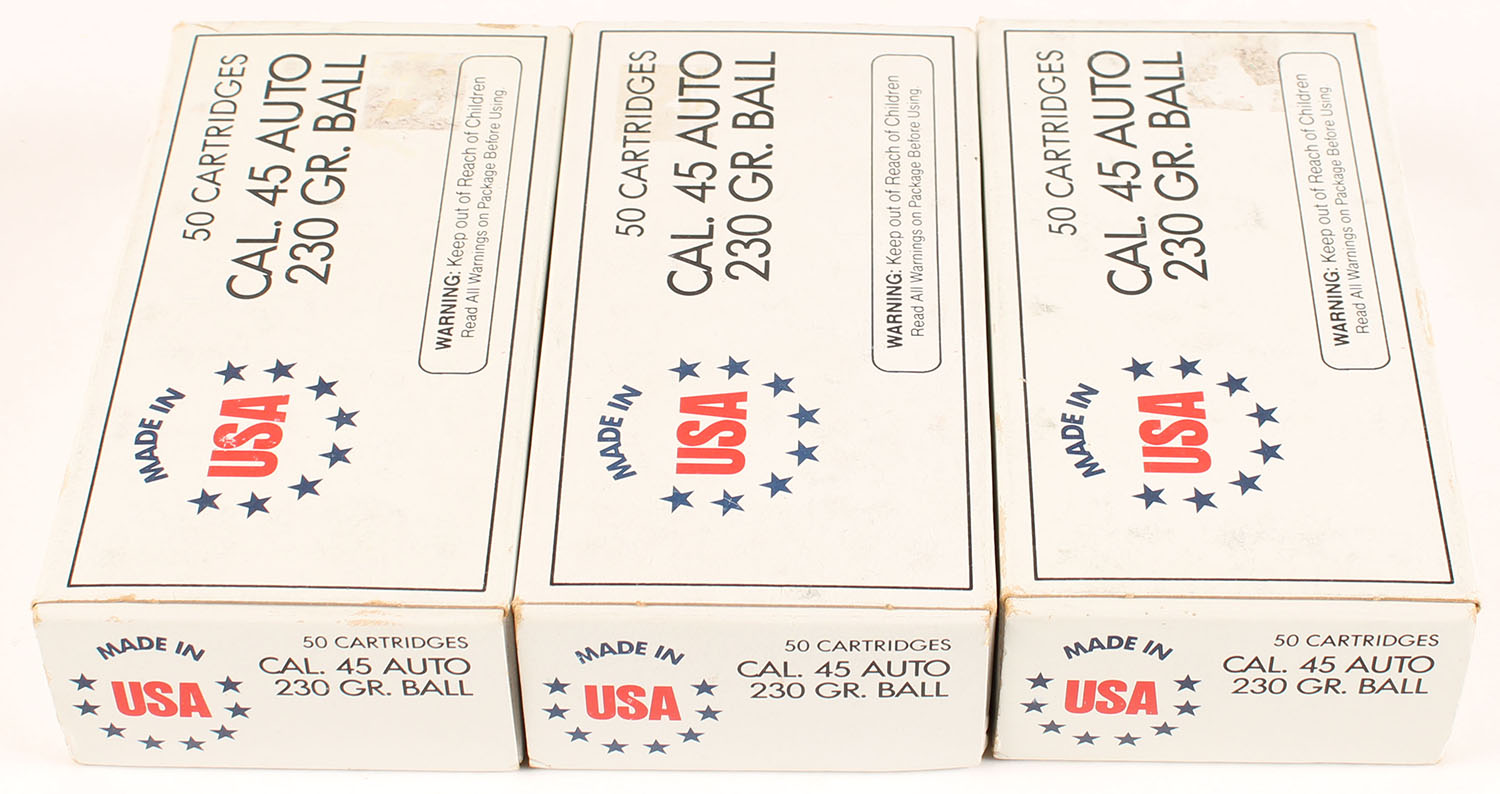 50 CARTRIDGES
CAL. 45 AUTO
230 GR. BALL
WARNING: Keep out of Reach of Children
Read All Warnings on Package Before Using.
MADE IN
USA
50 CARTRIDGES
CAL. 45 AUTO
230 GR. BALL
WARNING: Keep out of Reach of Children
Read All Warnings on Package Before Using.
MADE IN
USA
50 CARTRIDGES
CAL. 45 AUTO
230 GR. BALL
WARNING: Keep out of Reach of Children
Read All Warnings on Package Before Using.
MADE IN
USA
MADE IN
USA
50 CARTRIDGES
CAL. 45 AUTO
230 GR. BALL
MADE IN
USA
50 CARTRIDGES
CAL. 45 AUTO
230 GR. BALL
MADE IN
USA
50 CARTRIDGES
CAL. 45 AUTO
230 GR. BALL